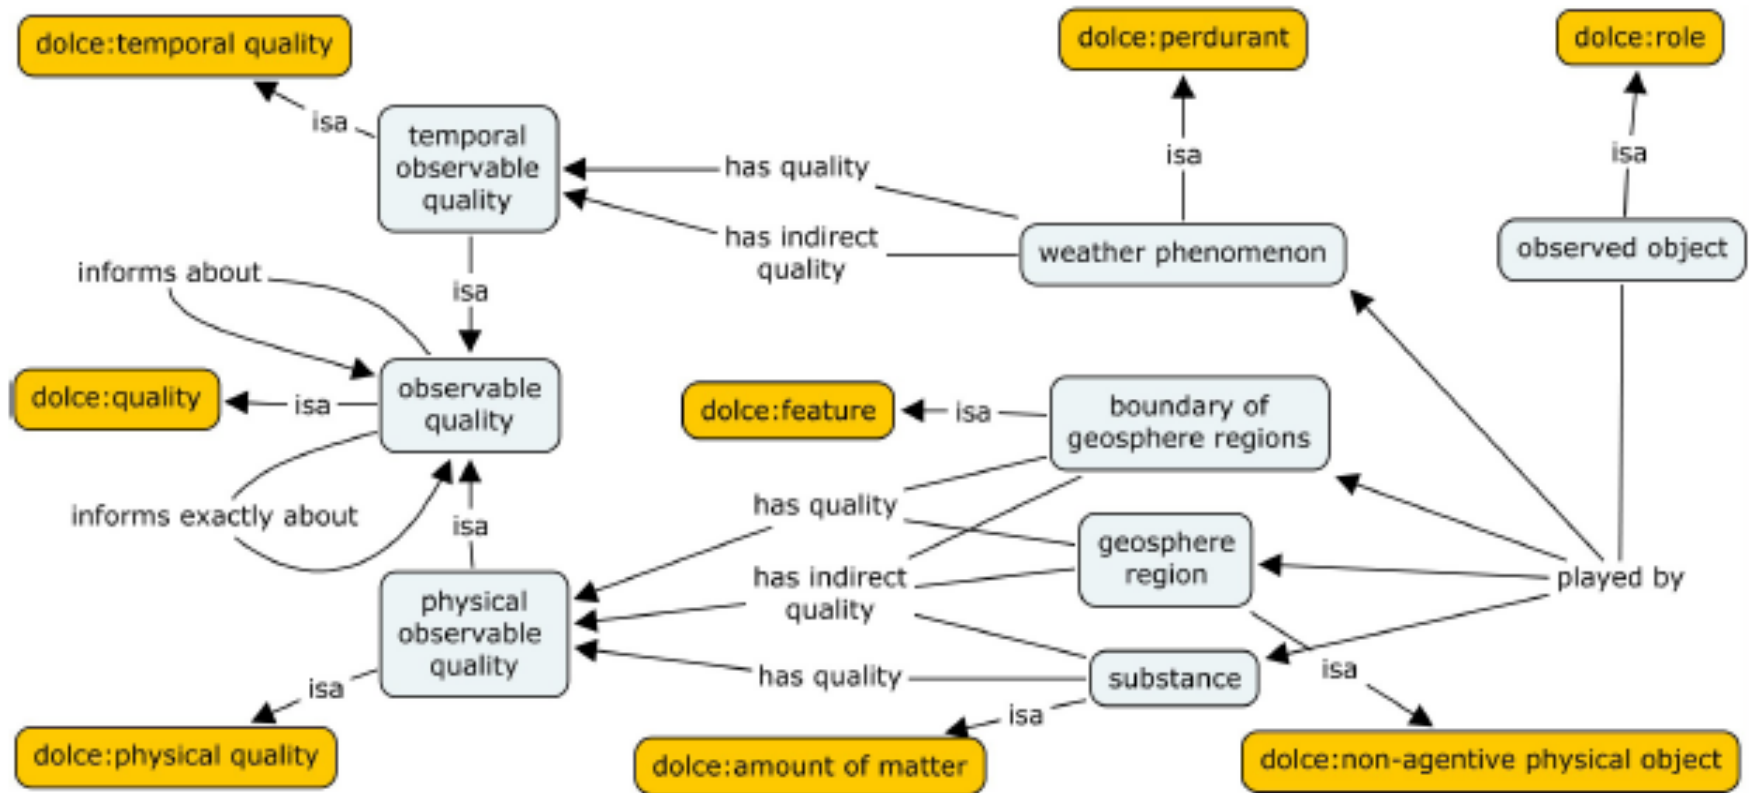 dolce:temporal quality
dolce:perdurant
dolce:role
isa
temporal
observable
quality
has quality
isa
isa
has indirect
quality
weather phenomenon
observed object
informs about
isa
dolce:quality
isa
observable
quality
dolce:feature
isa
boundary of
geosphere regions
informs exactly about
isa
has quality
geosphere
region
has indirect
quality
played by
physical
observable
quality
isa
has quality
substance
isa
isa
dolce:physical quality
dolce:amount of matter
dolce:non-agentive physical object